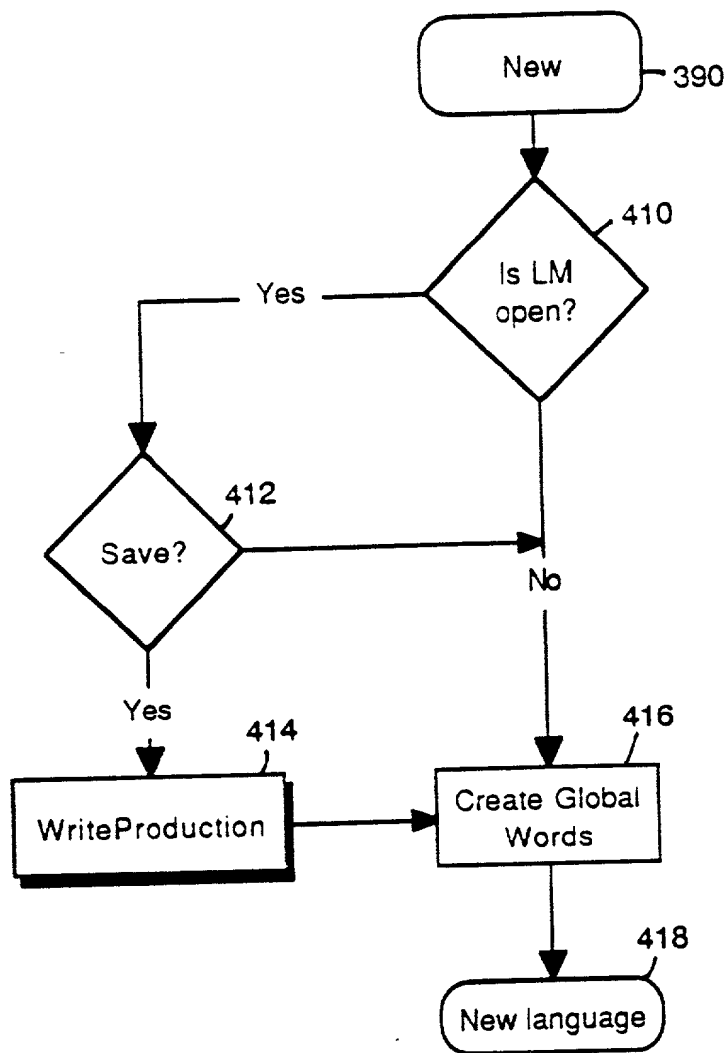 New
390
410
Is LM
open?
Yes
412
Save?
No
Yes
414
416
WriteProduction
Create Global
Words
418
New language